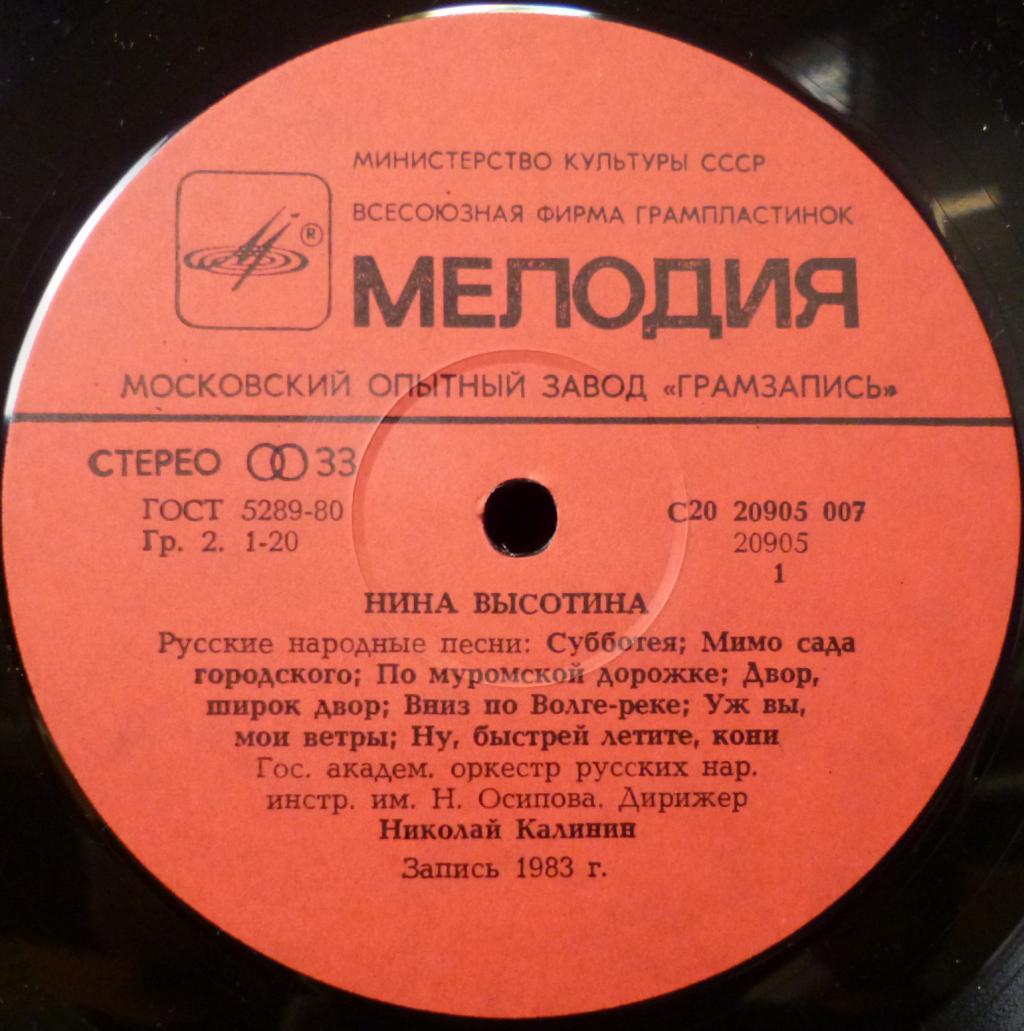 МИНИСТЕРСТВО КУЛЬТУРЫ СССР
ВСЕСОЮЗНАЯ ФИРМА ГРАМПЛАСТИНОК
®
МЕЛОДИЯ
МОСКОВСКИЙ ОПЫТНЫЙ ЗАВОД «ГРАМЗАПИСЬ»
СТЕРЕО 33
ГОСТ 5289-80
Гр. 2. 1-20
С20 20905 007
20905
1
НИНА ВЫСОТИНА
Русские народные песни: Субботея; Мимо сада
городского; По муромской дорожке; Двор,
широк двор; Вниз по Волге-реке; Уж вы,
мои ветры; Ну, быстрей летите, кони
Гос. академ. оркестр русских нар.
инстр. им. Н. Осипова. Дирижер
Николай Калинин
Запись 1983 г.